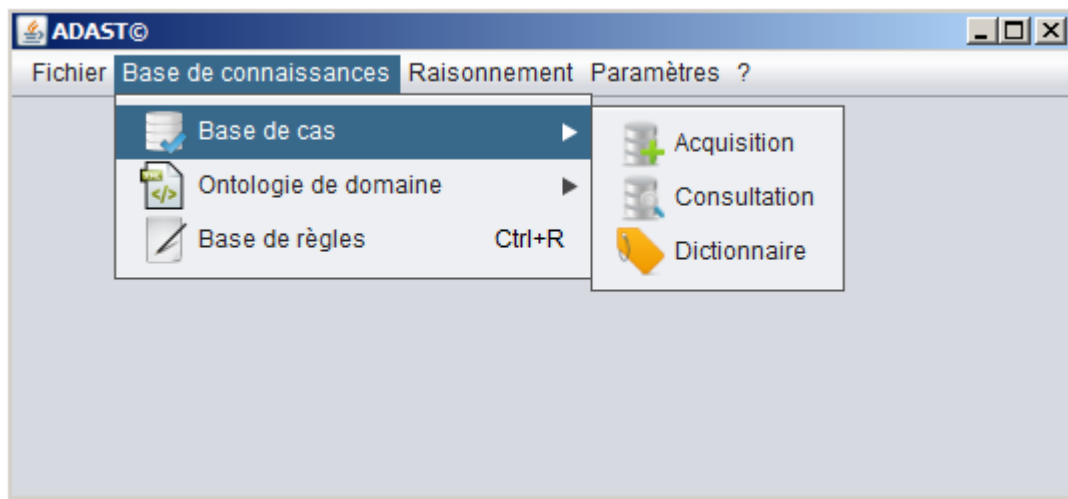 ADAST©
Fichier Base de connaissances Raisonnement Paramètres ?
Base de cas
Ontologie de domaine
Base de règles Ctrl+R
Acquisition
Consultation
Dictionnaire